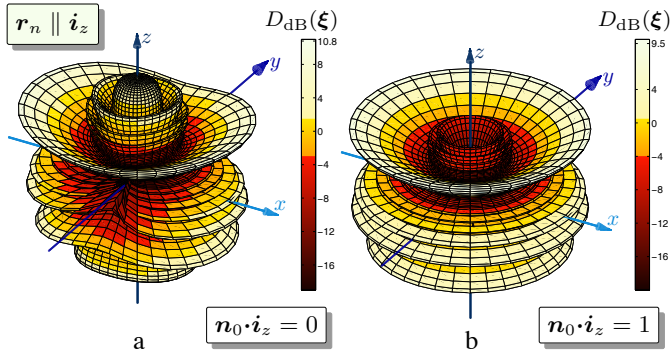 r_n ∥ i_z
z
y
x
D_dB(ξ)
10.8
8
4
0
−4
−8
−12
−16
n_0·i_z = 0
a
z
y
x
D_dB(ξ)
9.5
8
4
0
−4
−8
−12
−16
n_0·i_z = 1
b